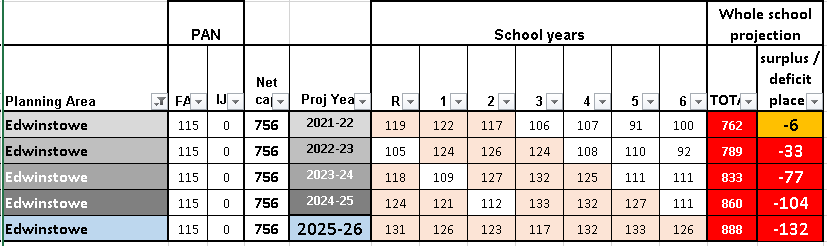 PAN School years Whole school projection
Planning Area FA IJ Net ca Proj Yea R 1 2 3 4 5 6 TOT surplus / deficit place
Edwinstowe 115 0 756 2021-22 119 122 117 106 107 91 100 762 -6
Edwinstowe 115 0 756 2022-23 105 124 126 124 108 110 92 789 -33
Edwinstowe 115 0 756 2023-24 118 109 127 132 125 111 111 833 -77
Edwinstowe 115 0 756 2024-25 124 121 112 133 132 127 111 860 -104
Edwinstowe 115 0 756 2025-26 131 126 123 117 132 133 126 888 -132